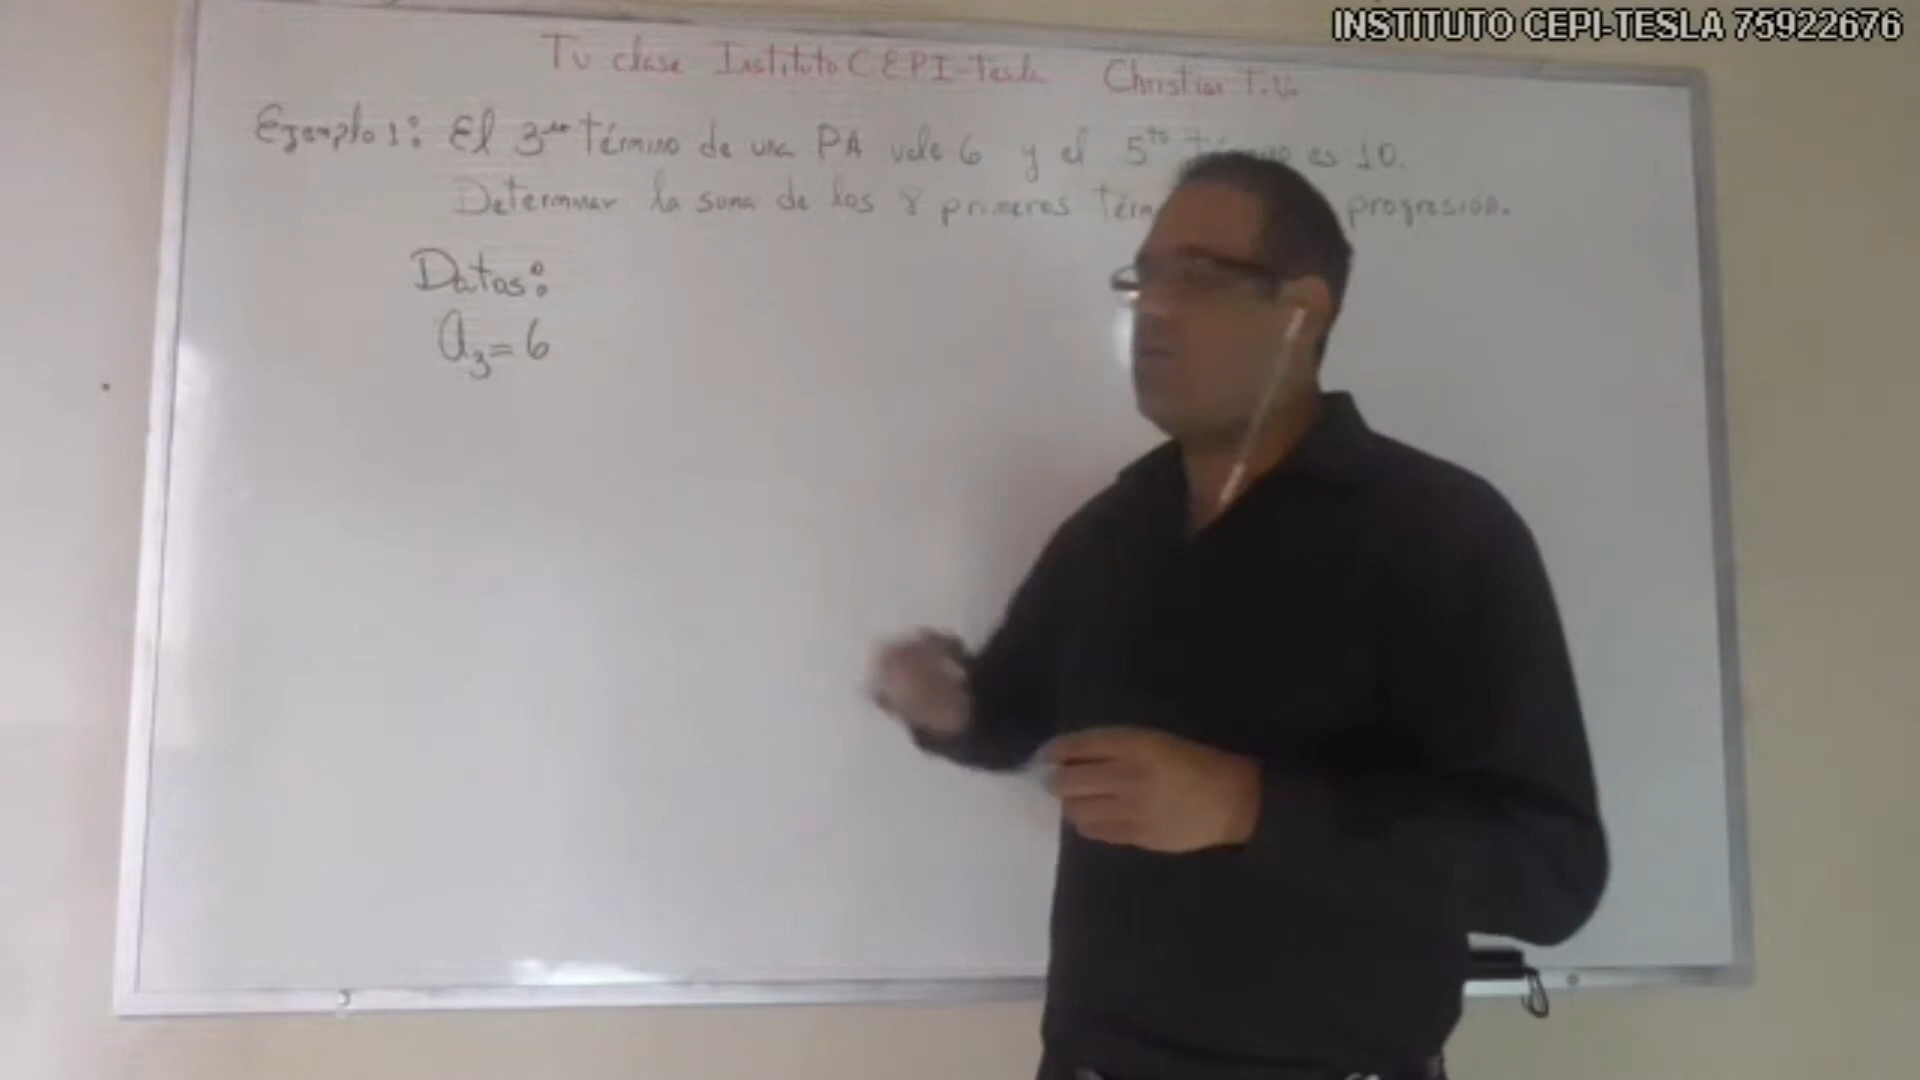 INSTITUTO CEPI-TESLA 75922676
Tu clase Instituto CEPI-Tesla Christian T.V.
Ejemplo 1: El 3er término de una PA vale 6 y el 5to es 10.
Determinar la suma de los 8 primeros progresión.
Datos:
a₃=6